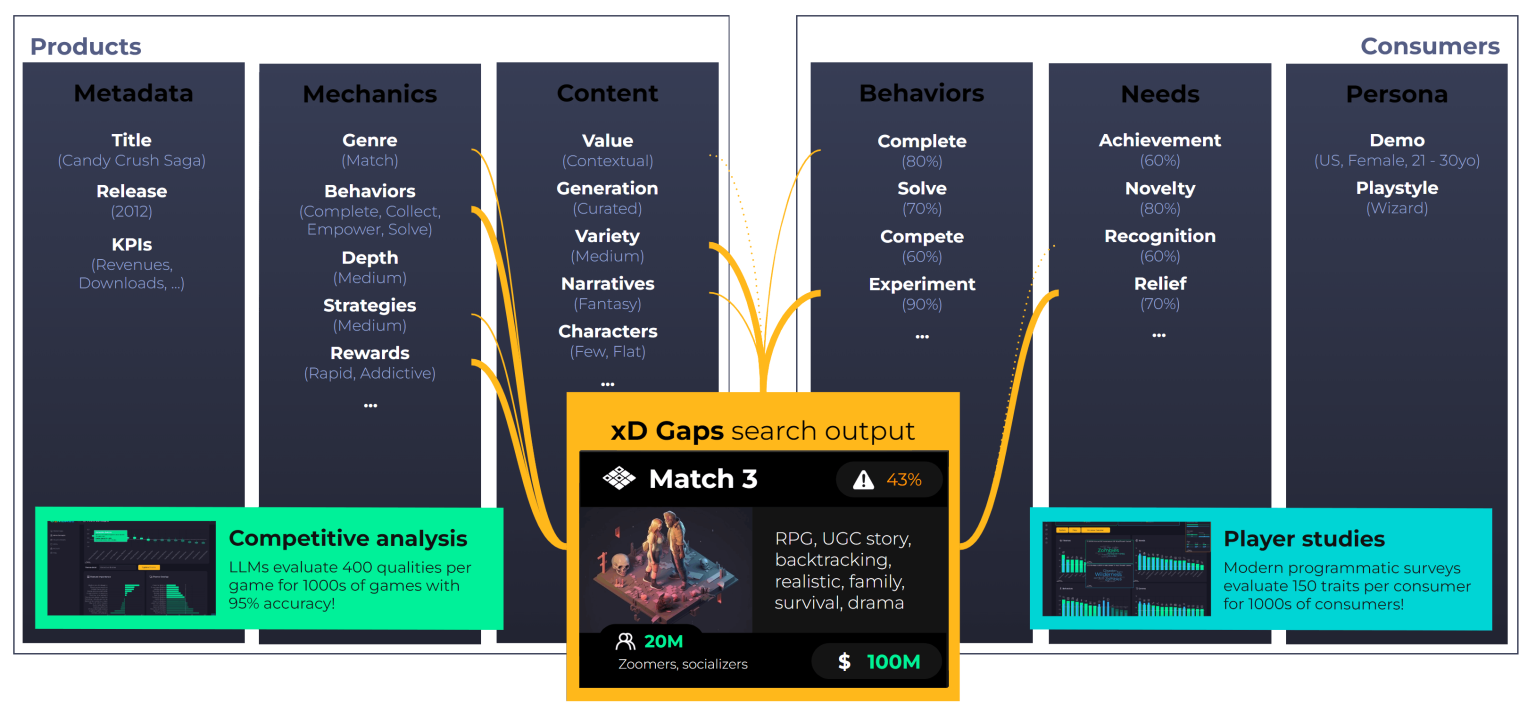 Products
Metadata
Title
(Candy Crush Saga)
Release
(2012)
KPIs
(Revenues,
Downloads, ...)
Mechanics
Genre
(Match)
Behaviors
(Complete, Collect,
Empower, Solve)
Depth
(Medium)
Strategies
(Medium)
Rewards
(Rapid, Addictive)
...
Content
Value
(Contextual)
Generation
(Curated)
Variety
(Medium)
Narratives
(Fantasy)
Characters
(Few, Flat)
...
Consumers
Behaviors
Complete
(80%)
Solve
(70%)
Compete
(60%)
Experiment
(90%)
...
Needs
Achievement
(60%)
Novelty
(80%)
Recognition
(60%)
Relief
(70%)
...
Persona
Demo
(US, Female, 21 - 30yo)
Playstyle
(Wizard)
Competitive analysis
LLMs evaluate 400 qualities per
game for 1000s of games with
95% accuracy!
xD Gaps search output
Match 3
43%
RPG, UGC story,
backtracking,
realistic, family,
survival, drama
20M
Zoomers, socializers
$ 100M
Player studies
Modern programmatic surveys
evaluate 150 traits per consumer
for 1000s of consumers!